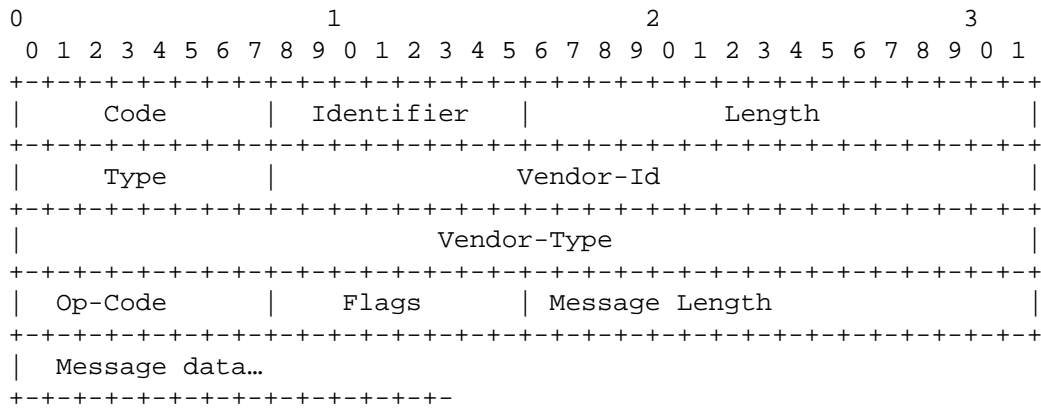 0                   1                   2                   3
 0 1 2 3 4 5 6 7 8 9 0 1 2 3 4 5 6 7 8 9 0 1 2 3 4 5 6 7 8 9 0 1
+-+-+-+-+-+-+-+-+-+-+-+-+-+-+-+-+-+-+-+-+-+-+-+-+-+-+-+-+-+-+-+-+
|     Code      |  Identifier   |            Length             |
+-+-+-+-+-+-+-+-+-+-+-+-+-+-+-+-+-+-+-+-+-+-+-+-+-+-+-+-+-+-+-+-+
|     Type      |               Vendor-Id                       |
+-+-+-+-+-+-+-+-+-+-+-+-+-+-+-+-+-+-+-+-+-+-+-+-+-+-+-+-+-+-+-+-+
|                          Vendor-Type                          |
+-+-+-+-+-+-+-+-+-+-+-+-+-+-+-+-+-+-+-+-+-+-+-+-+-+-+-+-+-+-+-+-+
|  Op-Code      |    Flags      | Message Length                |
+-+-+-+-+-+-+-+-+-+-+-+-+-+-+-+-+-+-+-+-+-+-+-+-+-+-+-+-+-+-+-+-+
|  Message data…
+-+-+-+-+-+-+-+-+-+-+-+-+-+-